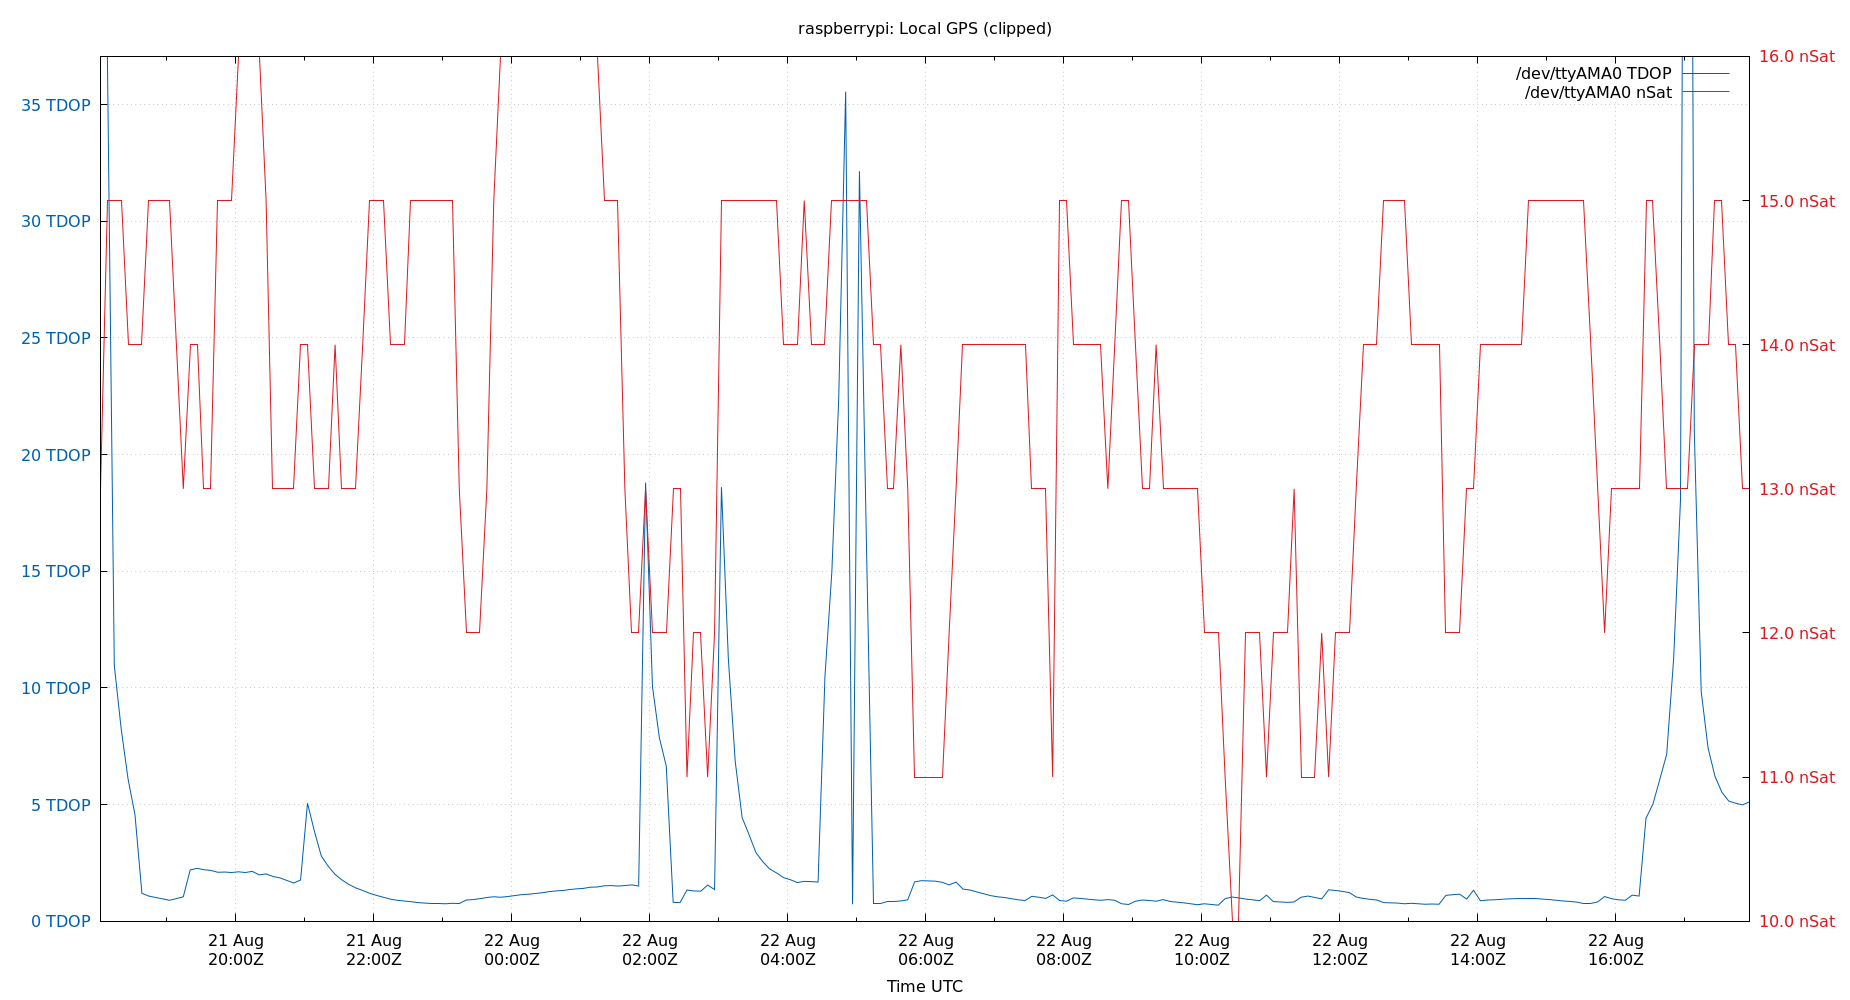 raspberrypi: Local GPS (clipped)
/dev/ttyAMA0 TDOP
/dev/ttyAMA0 nSat
35 TDOP
30 TDOP
25 TDOP
20 TDOP
15 TDOP
10 TDOP
5 TDOP
0 TDOP
16.0 nSat
15.0 nSat
14.0 nSat
13.0 nSat
12.0 nSat
11.0 nSat
10.0 nSat
21 Aug
20:00Z
21 Aug
22:00Z
22 Aug
00:00Z
22 Aug
02:00Z
22 Aug
04:00Z
22 Aug
06:00Z
22 Aug
08:00Z
22 Aug
10:00Z
22 Aug
12:00Z
22 Aug
14:00Z
22 Aug
16:00Z
Time UTC